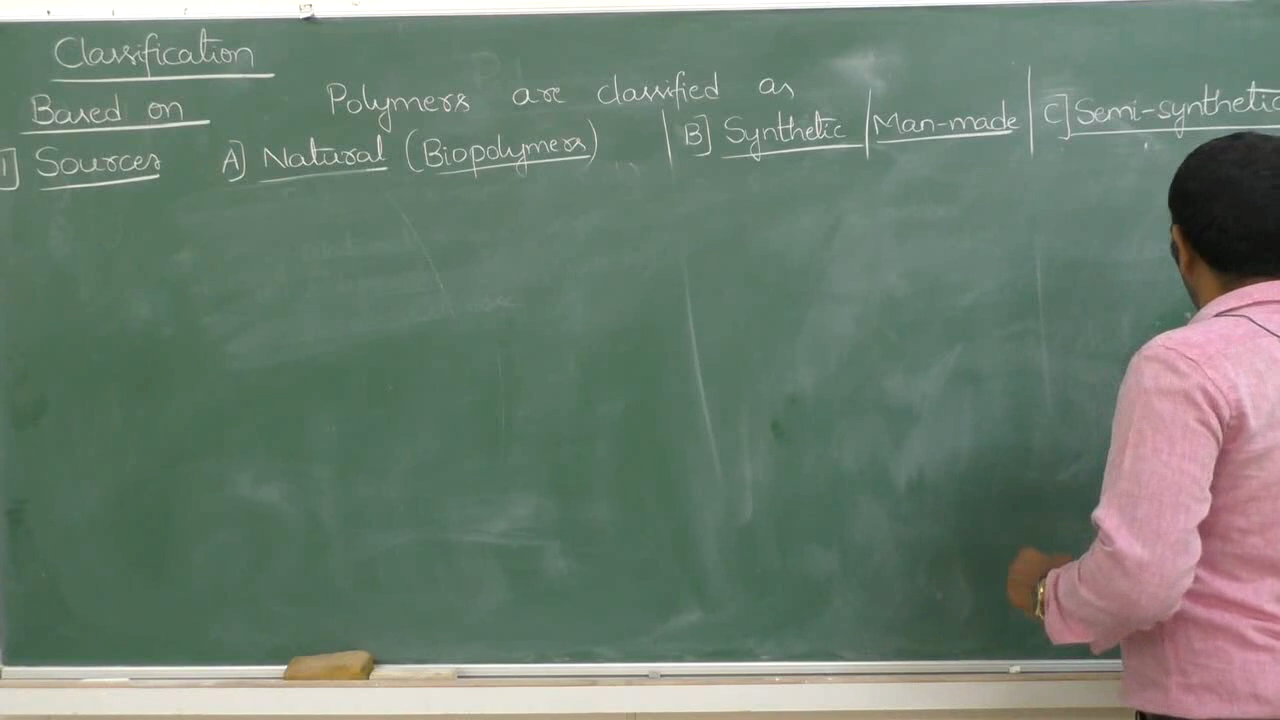 Classification
Based on Polymers are classified as
1] Sources A] Natural (Biopolymers) | B] Synthetic | Man-made | C] Semi-synthetic